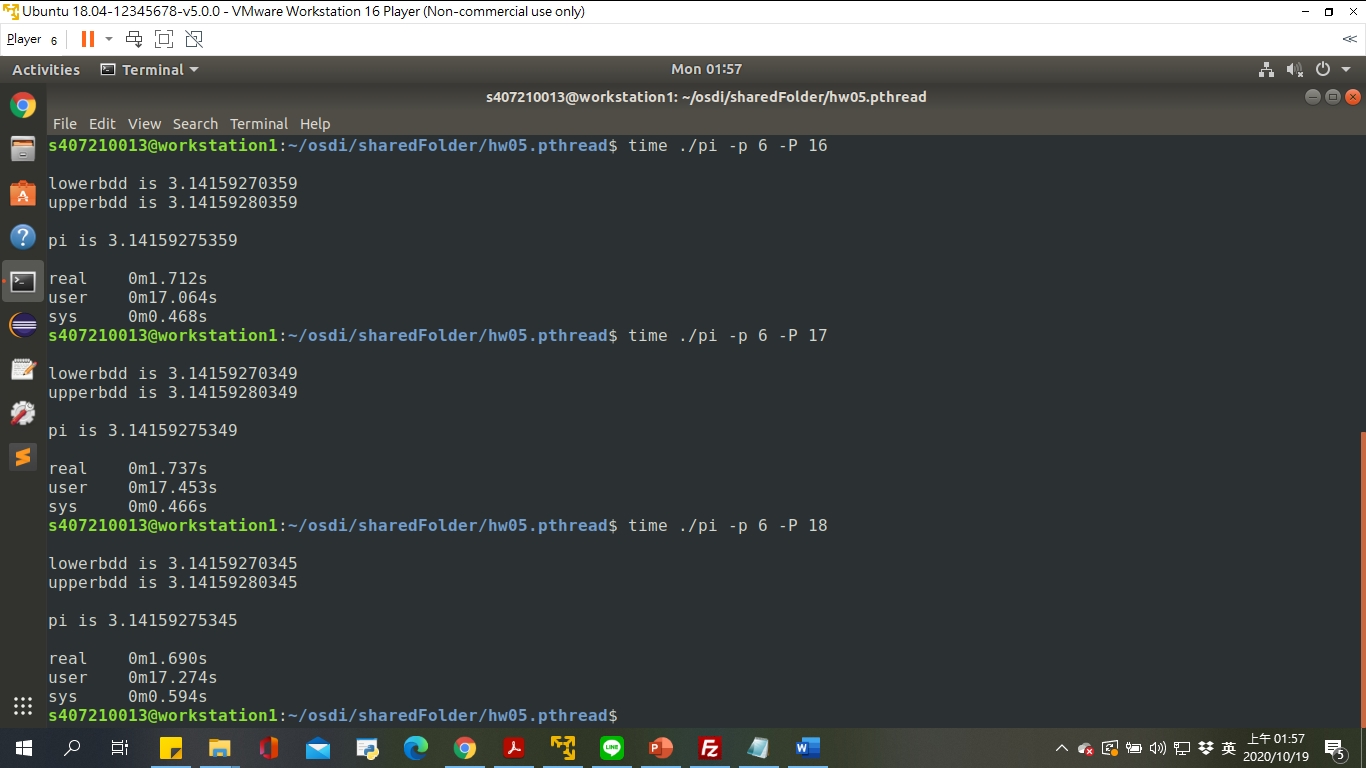 Ubuntu 18.04-12345678-v5.0.0 - VMware Workstation 16 Player (Non-commercial use only)
Player 6
Activities Terminal Mon 01:57
s407210013@workstation1: ~/osdi/sharedFolder/hw05.pthread
File Edit View Search Terminal Help
s407210013@workstation1:~/osdi/sharedFolder/hw05.pthread$ time ./pi -p 6 -P 16
lowerbdd is 3.14159270359
upperbdd is 3.14159280359
pi is 3.14159275359
real 0m1.712s
user 0m17.064s
sys 0m0.468s
s407210013@workstation1:~/osdi/sharedFolder/hw05.pthread$ time ./pi -p 6 -P 17
lowerbdd is 3.14159270349
upperbdd is 3.14159280349
pi is 3.14159275349
real 0m1.737s
user 0m17.453s
sys 0m0.466s
s407210013@workstation1:~/osdi/sharedFolder/hw05.pthread$ time ./pi -p 6 -P 18
lowerbdd is 3.14159270345
upperbdd is 3.14159280345
pi is 3.14159275345
real 0m1.690s
user 0m17.274s
sys 0m0.594s
s407210013@workstation1:~/osdi/sharedFolder/hw05.pthread$
英 上午 01:57
2020/10/19 5